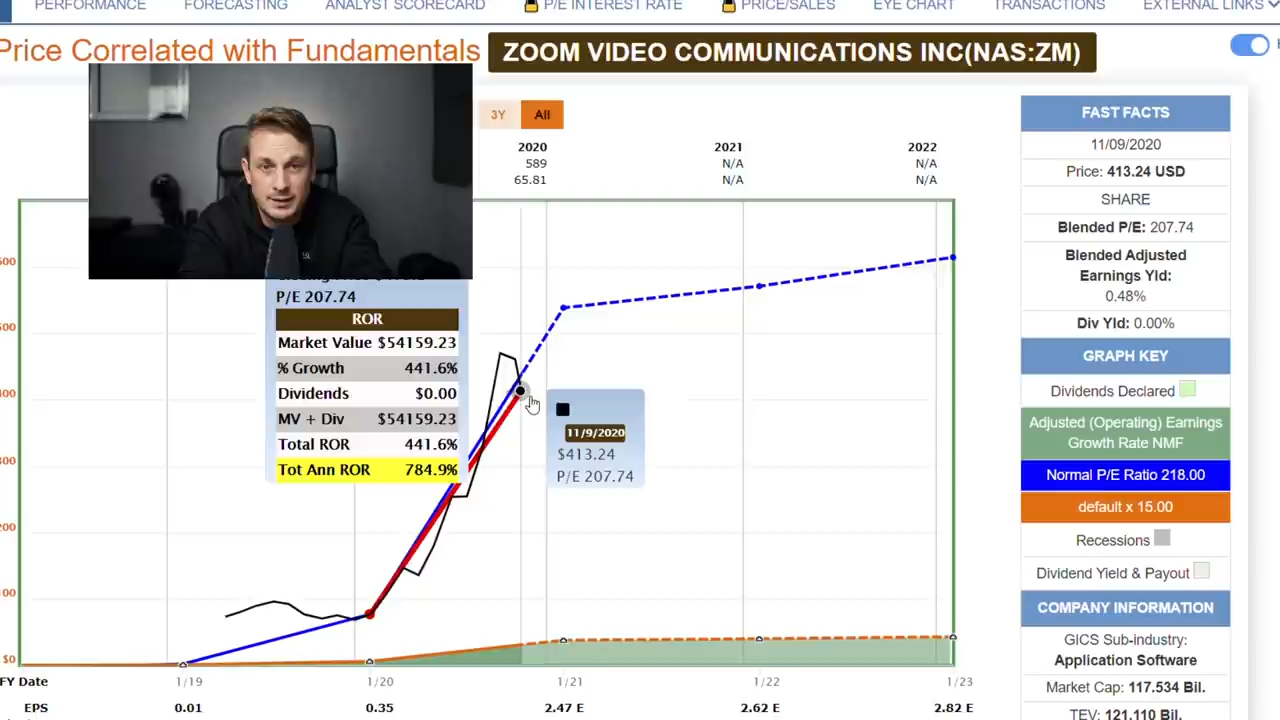 PERFORMANCE FORECASTING ANALYST SCORECARD P/E INTEREST RATE PRICE/SALES EYE CHART TRANSACTIONS EXTERNAL LINKS
Price Correlated with Fundamentals ZOOM VIDEO COMMUNICATIONS INC(NAS:ZM)
3Y All
2020 2021 2022
589 N/A N/A
65.81 N/A N/A
P/E 207.74
ROR
Market Value $54159.23
% Growth 441.6%
Dividends $0.00
MV + Div $54159.23
Total ROR 441.6%
Tot Ann ROR 784.9%
11/9/2020
$413.24
P/E 207.74
$0
FY Date 1/19 1/20 1/21 1/22 1/23
EPS 0.01 0.35 2.47 E 2.62 E 2.82 E
FAST FACTS
11/09/2020
Price: 413.24 USD
SHARE
Blended P/E: 207.74
Blended Adjusted
Earnings Yld:
0.48%
Div Yld: 0.00%
GRAPH KEY
Dividends Declared
Adjusted (Operating) Earnings
Growth Rate NMF
Normal P/E Ratio 218.00
default x 15.00
Recessions
Dividend Yield & Payout
COMPANY INFORMATION
GICS Sub-industry:
Application Software
Market Cap: 117.534 Bil.
TEV: 121.110 Bil.